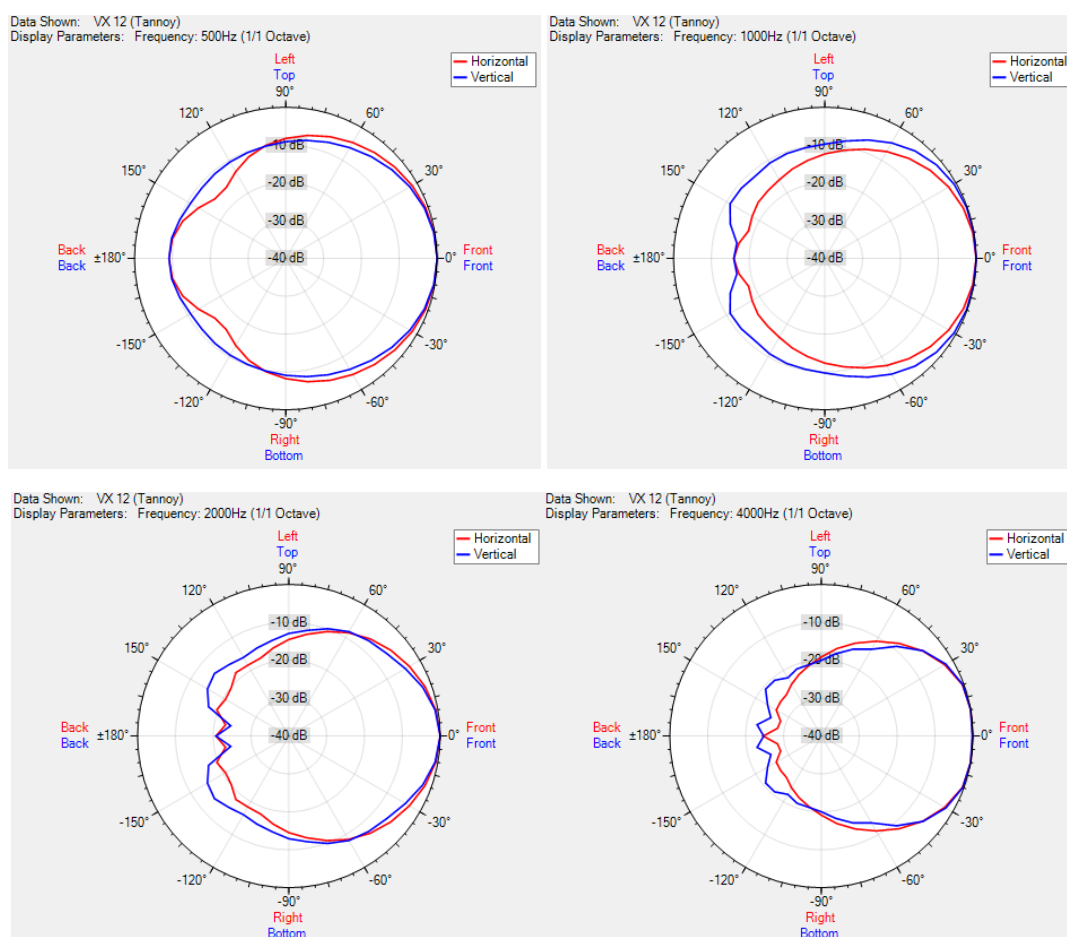 Data Shown: VX 12 (Tannoy)
Display Parameters: Frequency: 500Hz (1/1 Octave)
Horizontal
Vertical
Left
Top
90°
120°
60°
150°
30°
-10 dB
-20 dB
-30 dB
-40 dB
Back
Back
±180°
0°
Front
Front
-150°
-30°
-120°
-60°
-90°
Right
Bottom
Data Shown: VX 12 (Tannoy)
Display Parameters: Frequency: 1000Hz (1/1 Octave)
Horizontal
Vertical
Left
Top
90°
120°
60°
150°
30°
-10 dB
-20 dB
-30 dB
-40 dB
Back
Back
±180°
0°
Front
Front
-150°
-30°
-120°
-60°
-90°
Right
Bottom
Data Shown: VX 12 (Tannoy)
Display Parameters: Frequency: 2000Hz (1/1 Octave)
Horizontal
Vertical
Left
Top
90°
120°
60°
150°
30°
-10 dB
-20 dB
-30 dB
-40 dB
Back
Back
±180°
0°
Front
Front
-150°
-30°
-120°
-60°
-90°
Right
Bottom
Data Shown: VX 12 (Tannoy)
Display Parameters: Frequency: 4000Hz (1/1 Octave)
Horizontal
Vertical
Left
Top
90°
120°
60°
150°
30°
-10 dB
-20 dB
-30 dB
-40 dB
Back
Back
±180°
0°
Front
Front
-150°
-30°
-120°
-60°
-90°
Right
Bottom